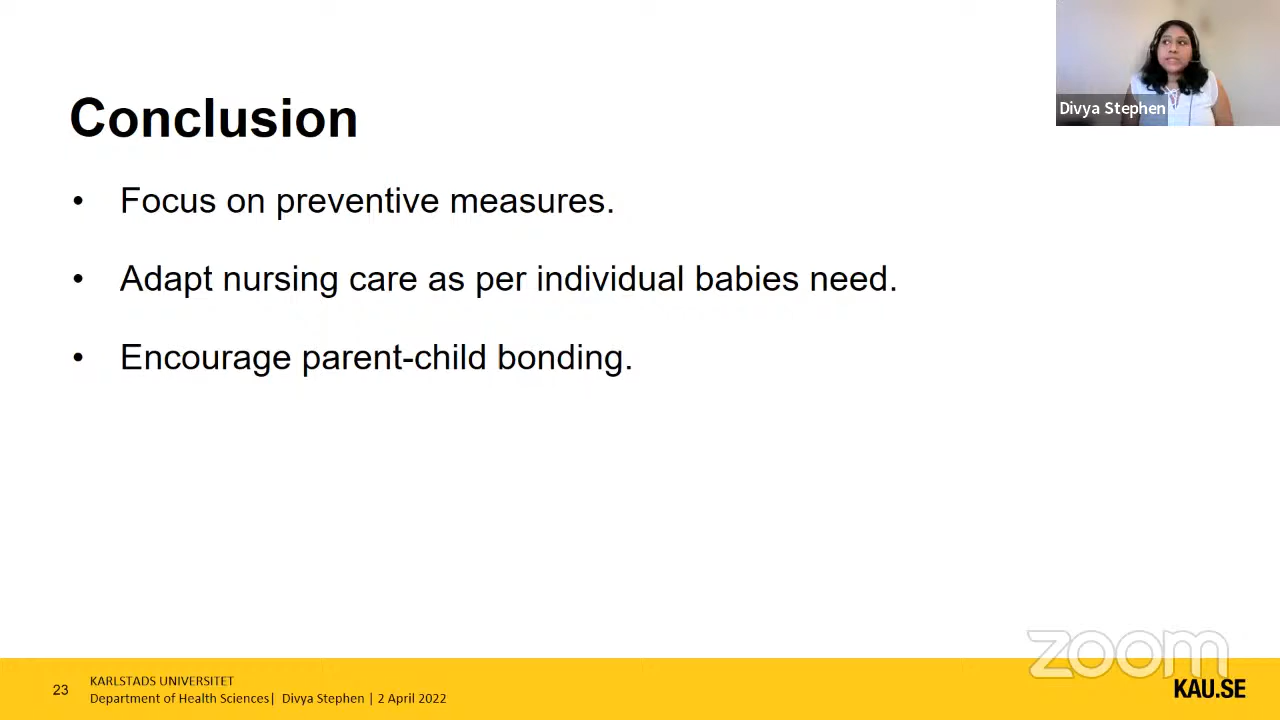 Divya Stephen
Conclusion
• Focus on preventive measures.
• Adapt nursing care as per individual babies need.
• Encourage parent-child bonding.
zoom
23
KARLSTADS UNIVERSITET
Department of Health Sciences| Divya Stephen | 2 April 2022
KAU.SE